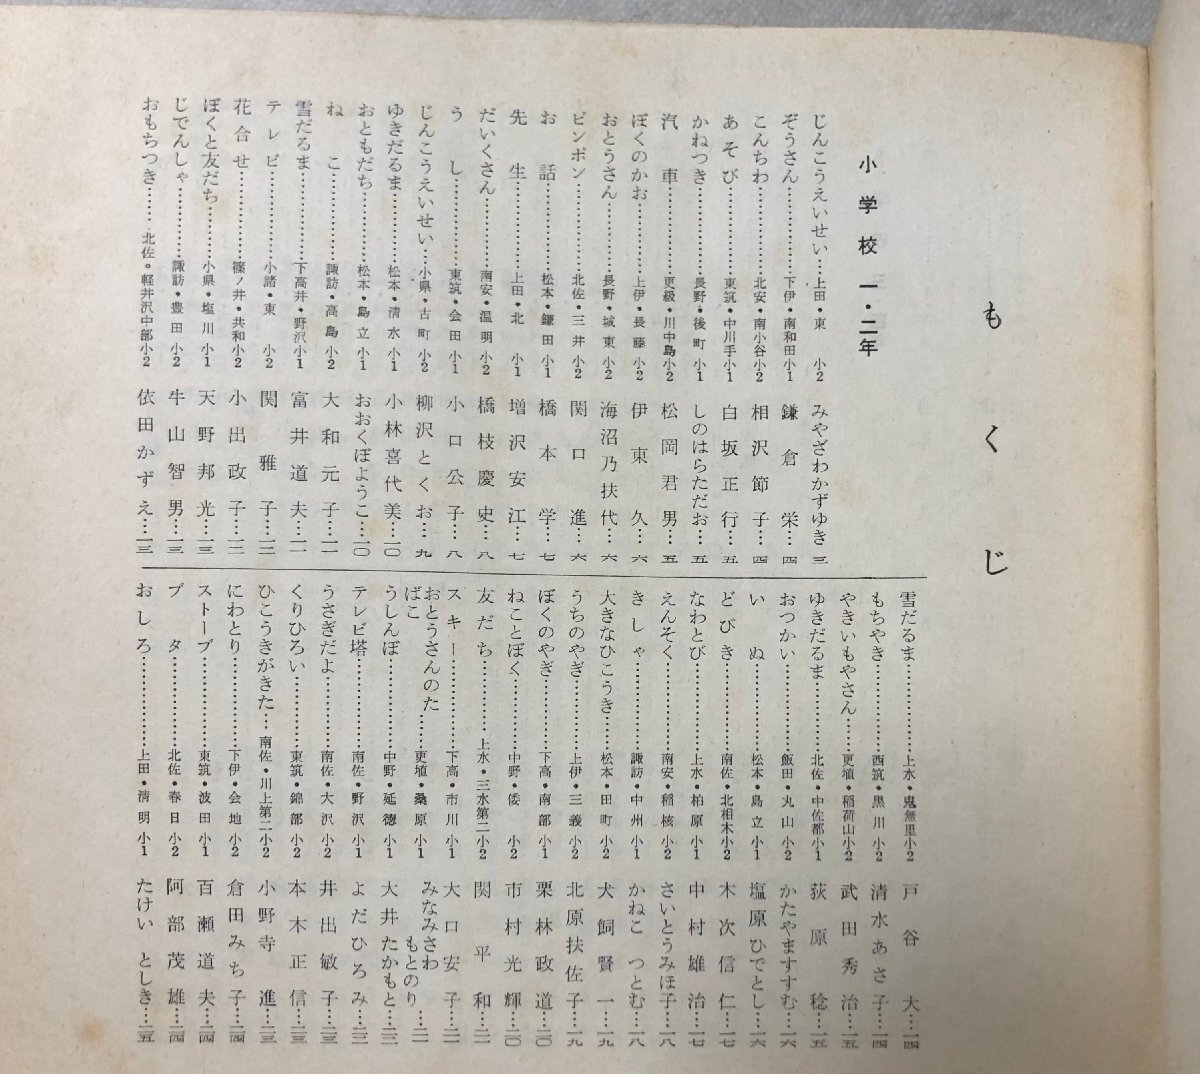 もくじ
小学校 一・二年
じんこうえいせい…上田・東 小2 みやざわかずゆき 三
ぞうさん…………下伊・南和田小1 鎌倉 栄…四
こんちわ…………北安・南小谷小2 相沢節子…四
あそび…………東筑・中川手小1 白坂正行…五
かねつき…………長野・後町小1 しのはらただお…五
汽車…………更級・川中島小2 松岡君男…五
ぼくのかお………上伊・長藤小2 伊東 久…六
おとうさん………長野・城東小2 海沼乃扶代…六
ピンポン…………北佐・三井小2 関口 進…六
お話…………松本・鎌田小1 橋本 学…七
先生…………上田・北 小1 増沢安江…七
だいくさん………南安・温明小2 橋枝慶史…八
うし…………東筑・会田小1 小口公子…八
じんこうえいせい…小県・古町小2 柳沢とくお…九
ゆきだるま………松本・清水小1 小林喜代美…一〇
おともだち………松本・島立小1 おおくぼようこ…一〇
ねこ…………諏訪・高島小2 大和元子…一一
雪だるま…………下高井・野沢小1 富井道夫…一一
テレビ…………小諸・東 小2 関 雅子…一二
花合せ…………篠ノ井・共和小2 小出政子…一二
ぼくと友だち……小県・塩川小1 天野邦光…一三
じでんしゃ………諏訪・豊田小2 牛山智男…一三
おもちつき……北佐・軽井沢中部小2 依田かずえ…一三
雪だるま…………上水・鬼無里小2 戸谷 大…一四
もちやき…………西筑・黒川小2 清水あさ子…一四
やきいもやさん…更埴・稲荷山小2 武田秀治…一五
ゆきだるま………北佐・中佐都小1 荻原 稔…一五
おつかい…………飯田・丸山小2 かたやますすむ…一六
いぬ…………松本・島立小1 塩原ひでとし…一六
どびき…………南佐・北相木小2 木次信仁…一七
なわとび…………上水・柏原小1 中村雄治…一七
えんそく…………南安・稲核小2 さいとうみほ子…一八
きしゃ…………諏訪・中州小1 かねこ つとむ…一八
大きなひこうき…松本・田町小2 犬飼賢一…一九
うちのやぎ………上伊・三義小2 北原扶佐子…一九
ぼくのやぎ………下高・南部小1 栗林政道…二〇
ねことぼく………中野・倭 小2 市村光輝…二〇
友だち…………上水・三水第二小2 関 平和…二一
スキー…………下高・市川小1 大口安子…二一
おとうさんのたばこ…………更埴・桑原小1 みなみさわ もとのり…二一
うしんぼ…………中野・延徳小1 大井たかもと…二二
テレビ塔…………南佐・野沢小1 よだひろみ…二二
うさぎだよ………南佐・大沢小2 井出敏子…二三
くりひろい………東筑・錦部小2 本木正信…二三
ひこうきがきた…南佐・川上第二小2 小野寺 進…二三
にわとり…………下伊・会地小2 倉田みち子…二四
ストーブ…………東筑・波田小1 百瀬道夫…二四
ブタ…………北佐・春日小2 阿部茂雄…二四
おしろ…………上田・清明小1 たけい としき…二五